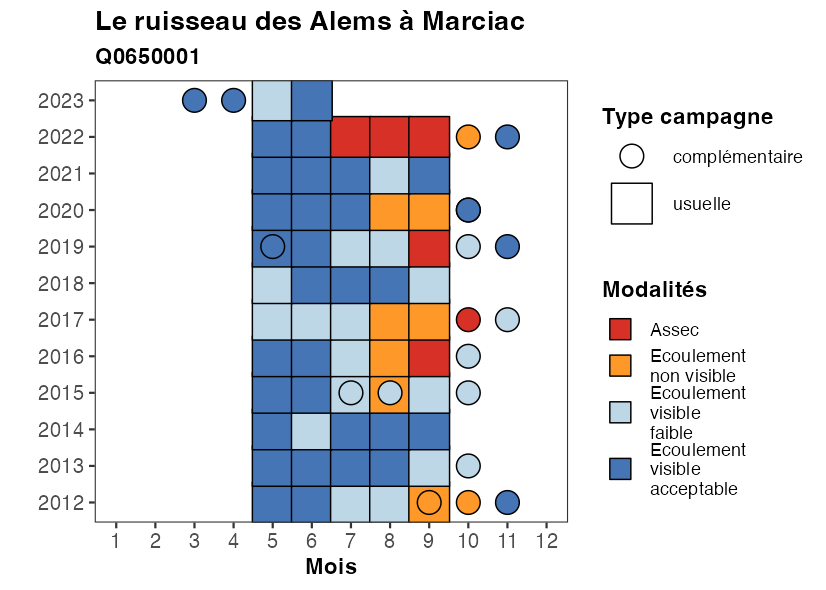 Le ruisseau des Alems à Marciac
Q0650001
2023
2022
2021
2020
2019
2018
2017
2016
2015
2014
2013
2012
1 2 3 4 5 6 7 8 9 10 11 12
Mois
Type campagne
complémentaire
usuelle
Modalités
Assec
Ecoulement
non visible
Ecoulement
visible
faible
Ecoulement
visible
acceptable